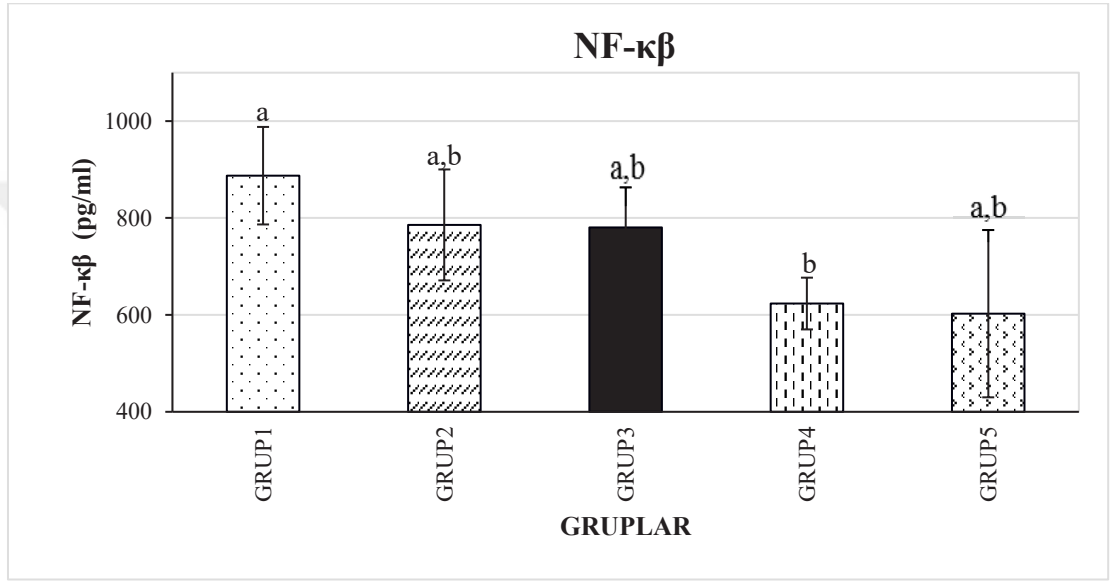 NF-κβ
NF-κβ (pg/ml)
1000
800
600
400
a
a,b
a,b
b
a,b
GRUP1
GRUP2
GRUP3
GRUP4
GRUP5
GRUPLAR